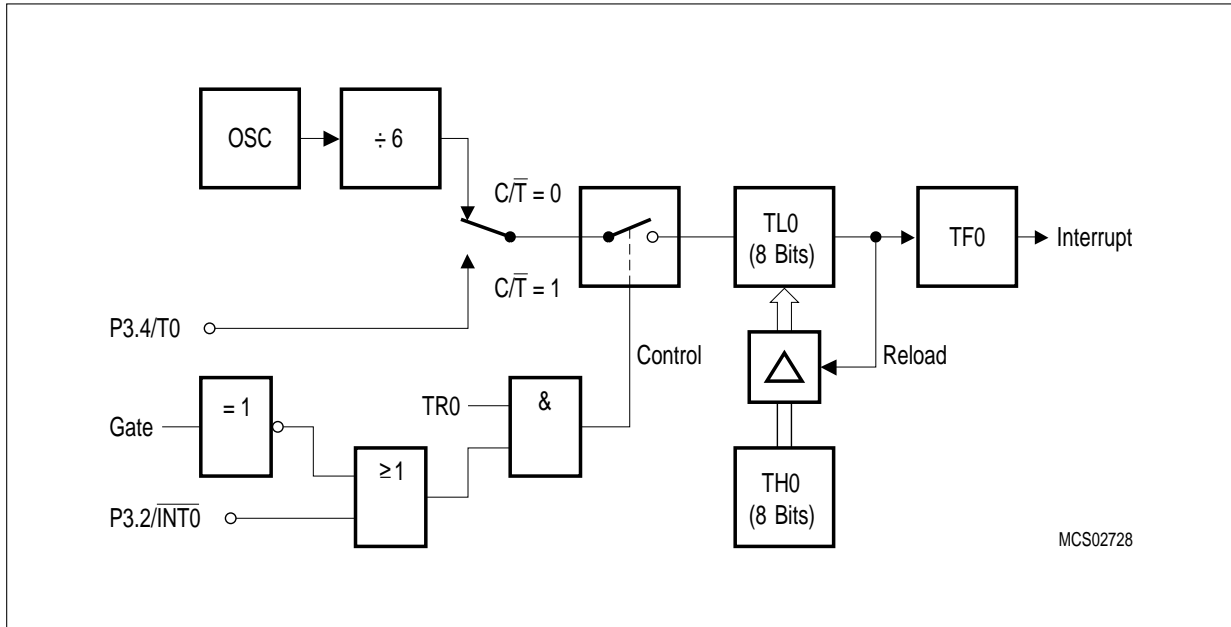 OSC
÷ 6
C/T̅ = 0
C/T̅ = 1
P3.4/T0
TL0
(8 Bits)
TF0
Interrupt
Control
Reload
Gate
= 1
TR0
&
≥ 1
P3.2/I̅N̅T̅0̅
TH0
(8 Bits)
MCS02728